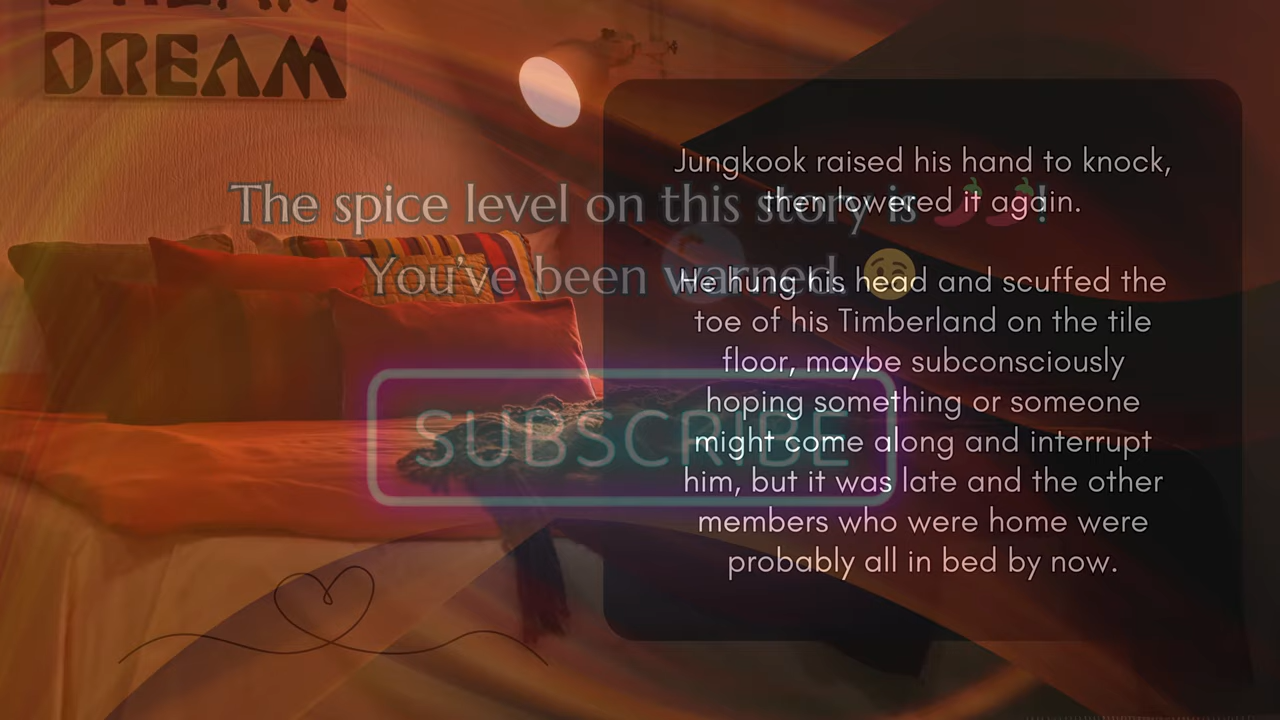 DREAM
DREAM
The spice level on this story is 🌶️🌶️!
You've been warned. 😉
SUBSCRIBE
Jungkook raised his hand to knock,
then lowered it again.
He hung his head and scuffed the
toe of his Timberland on the tile
floor, maybe subconsciously
hoping something or someone
might come along and interrupt
him, but it was late and the other
members who were home were
probably all in bed by now.